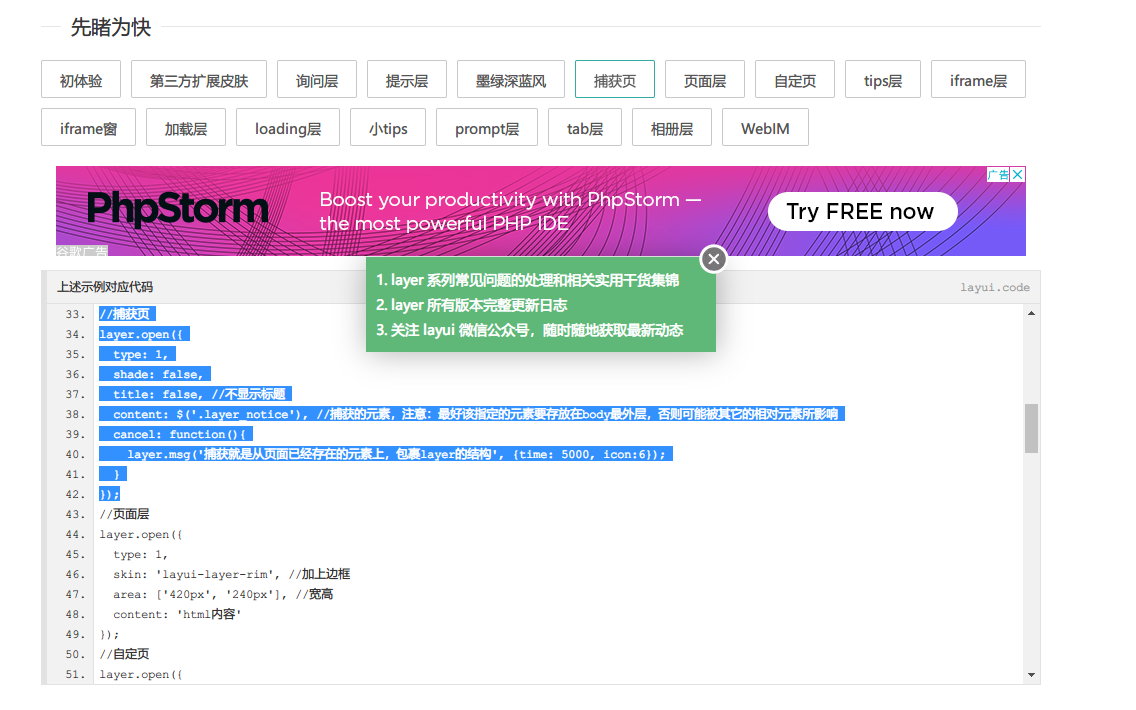 先睹为快
初体验 第三方扩展皮肤 询问层 提示层 墨绿深蓝风 捕获页 页面层 自定页 tips层 iframe层
iframe窗 加载层 loading层 小tips prompt层 tab层 相册层 WebIM
广告
PhpStorm
Boost your productivity with PhpStorm —
the most powerful PHP IDE
Try FREE now
谷歌广告
上述示例对应代码
layui.code
1. layer 系列常见问题的处理和相关实用干货集锦
2. layer 所有版本完整更新日志
3. 关注 layui 微信公众号，随时随地获取最新动态
33. //捕获页
34. layer.open({
35. type: 1,
36. shade: false,
37. title: false, //不显示标题
38. content: $('.layer_notice'), //捕获的元素，注意：最好该指定的元素要存放在body最外层，否则可能被其它的相对元素所影响
39. cancel: function(){
40. layer.msg('捕获就是从页面已经存在的元素上，包裹layer的结构', {time: 5000, icon:6});
41. }
42. });
43. //页面层
44. layer.open({
45. type: 1,
46. skin: 'layui-layer-rim', //加上边框
47. area: ['420px', '240px'], //宽高
48. content: 'html内容'
49. });
50. //自定页
51. layer.open({